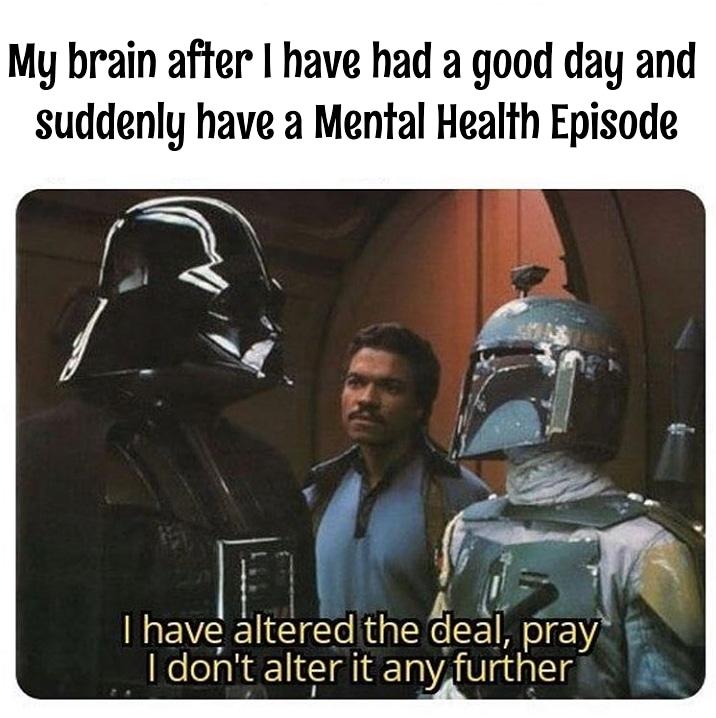 My brain after I have had a good day and
suddenly have a Mental Health Episode
I have altered the deal, pray
I don't alter it any further